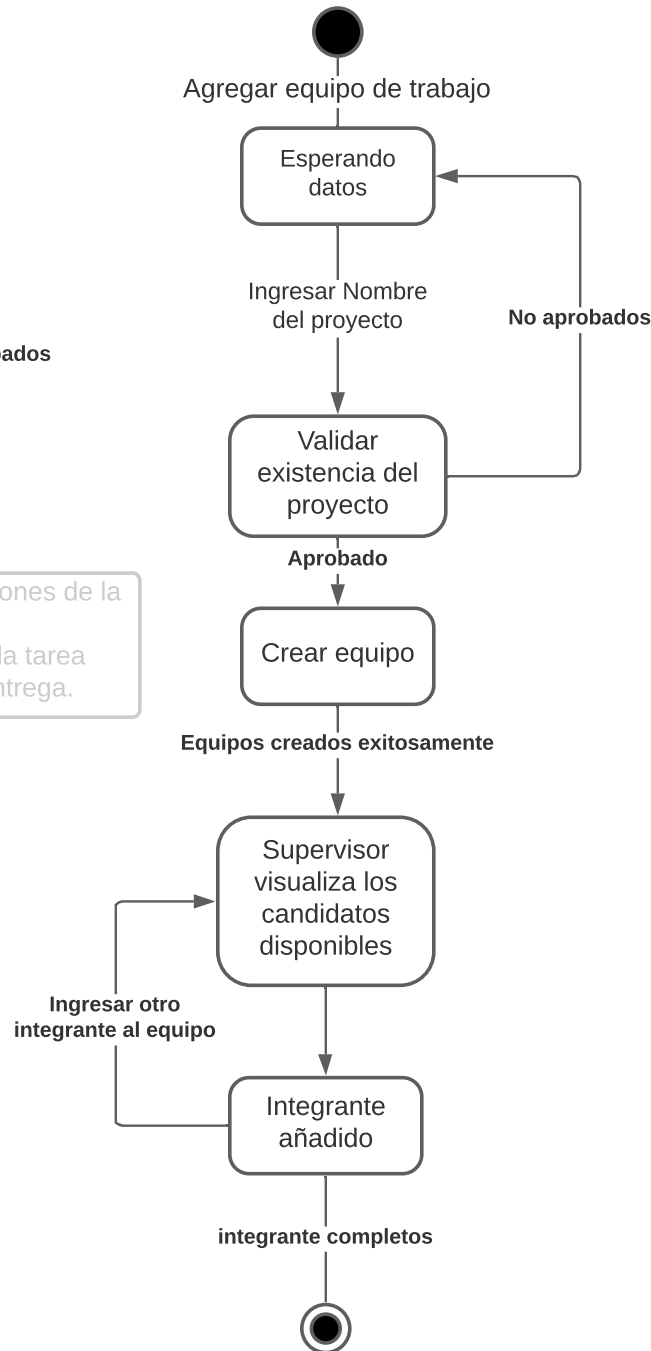 Agregar equipo de trabajo
Esperando
datos
Ingresar Nombre
del proyecto
No aprobados
Validar
existencia del
proyecto
Aprobado
ones de la
la tarea
Crear equipo
Equipos creados exitosamente
Supervisor
visualiza los
candidatos
disponibles
Ingresar otro
integrante al equipo
Integrante
añadido
integrante completos